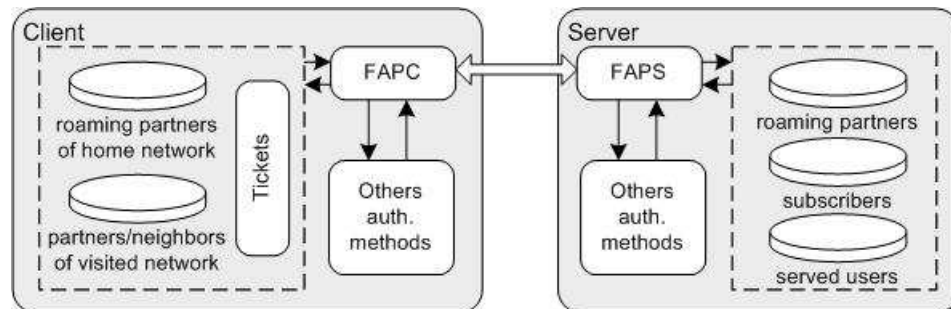 Client
roaming partners
of home network
partners/neighbors
of visited network
Tickets
FAPC
Others
auth.
methods
Server
FAPS
Others
auth.
methods
roaming partners
subscribers
served users